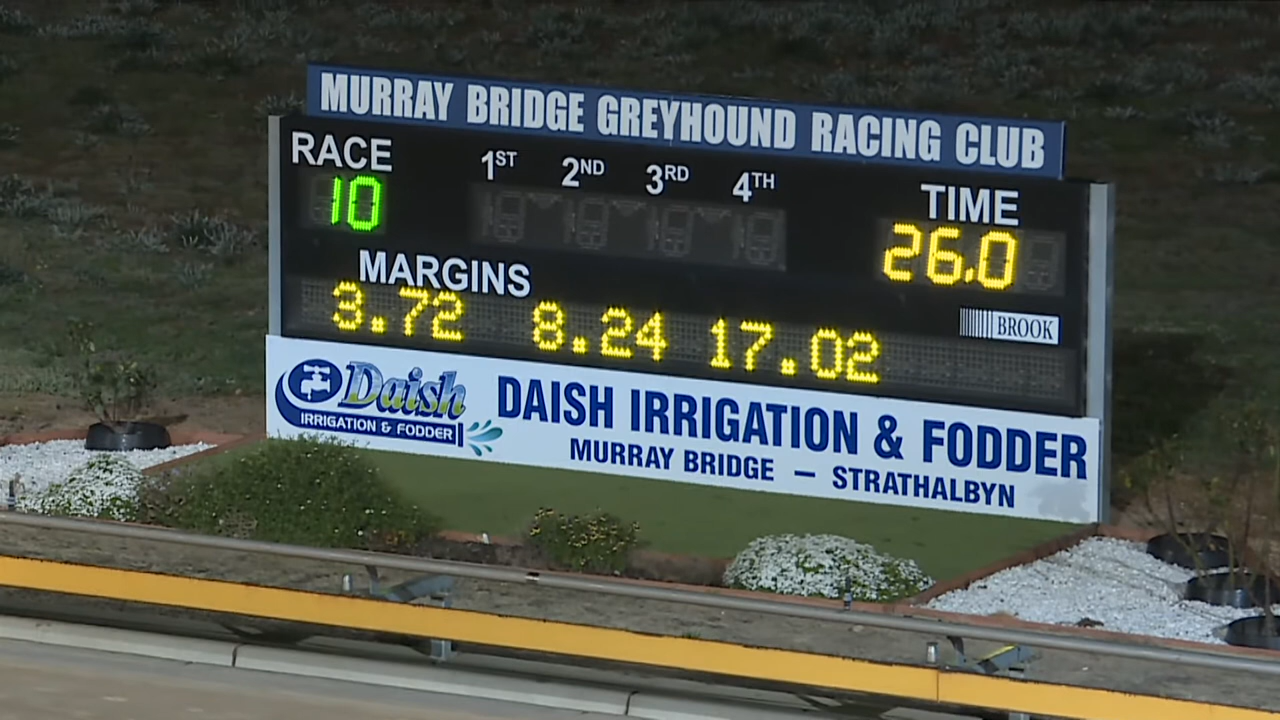 MURRAY BRIDGE GREYHOUND RACING CLUB
RACE 1ST 2ND 3RD 4TH TIME
10 26.0
MARGINS
3.72 8.24 17.02
BROOK
Daish
IRRIGATION & FODDER
DAISH IRRIGATION & FODDER
MURRAY BRIDGE – STRATHALBYN